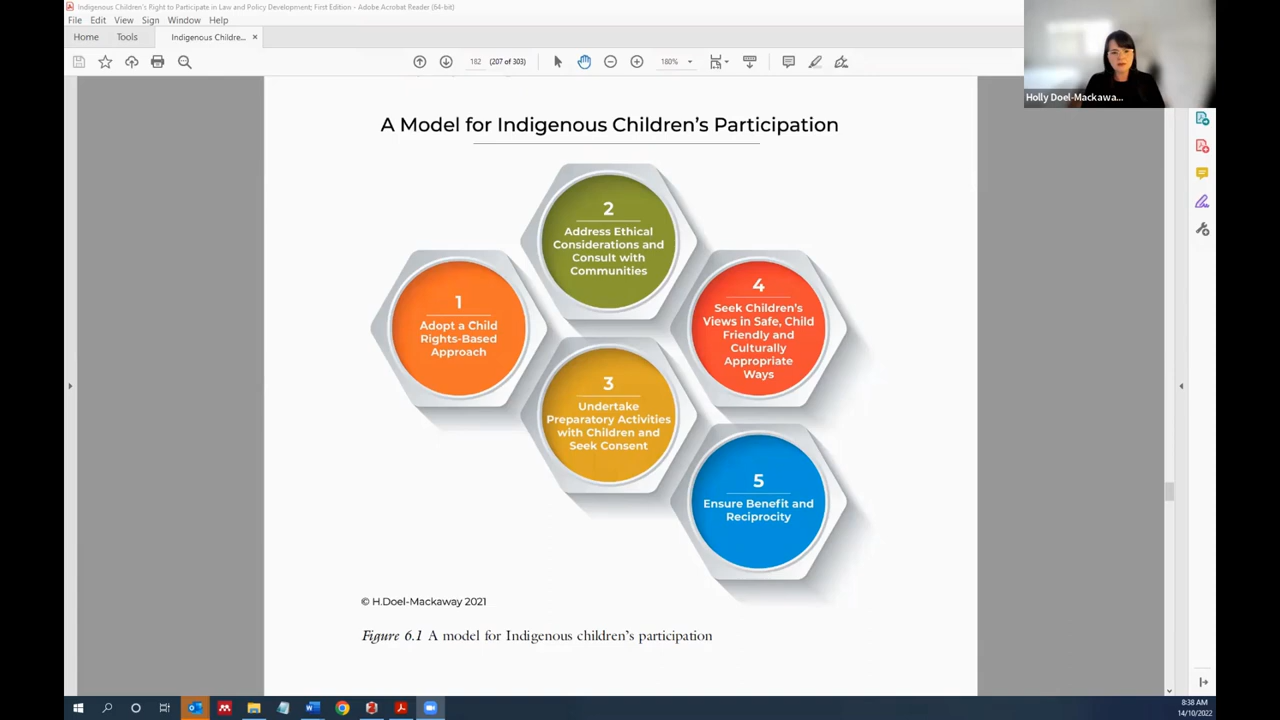 Indigenous Children's Right to Participate in Law and Policy Development; First Edition - Adobe Acrobat Reader (64-bit)
File Edit View Sign Window Help
Home Tools Indigenous Childre... ×
182 (207 of 303) 180%
Holly Doel-Mackawa...
A Model for Indigenous Children's Participation
1
Adopt a Child
Rights-Based
Approach
2
Address Ethical
Considerations and
Consult with
Communities
3
Undertake
Preparatory Activities
with Children and
Seek Consent
4
Seek Children's
Views in Safe, Child
Friendly and
Culturally
Appropriate
Ways
5
Ensure Benefit and
Reciprocity
© H.Doel-Mackaway 2021
Figure 6.1 A model for Indigenous children's participation
8:38 AM
14/10/2022